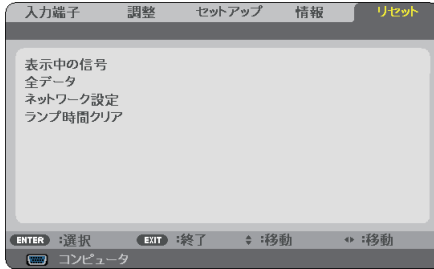 入力端子 調整 セットアップ 情報 リセット
表示中の信号
全データ
ネットワーク設定
ランプ時間クリア
ENTER :選択 EXIT :終了 :移動 :移動
コンピュータ